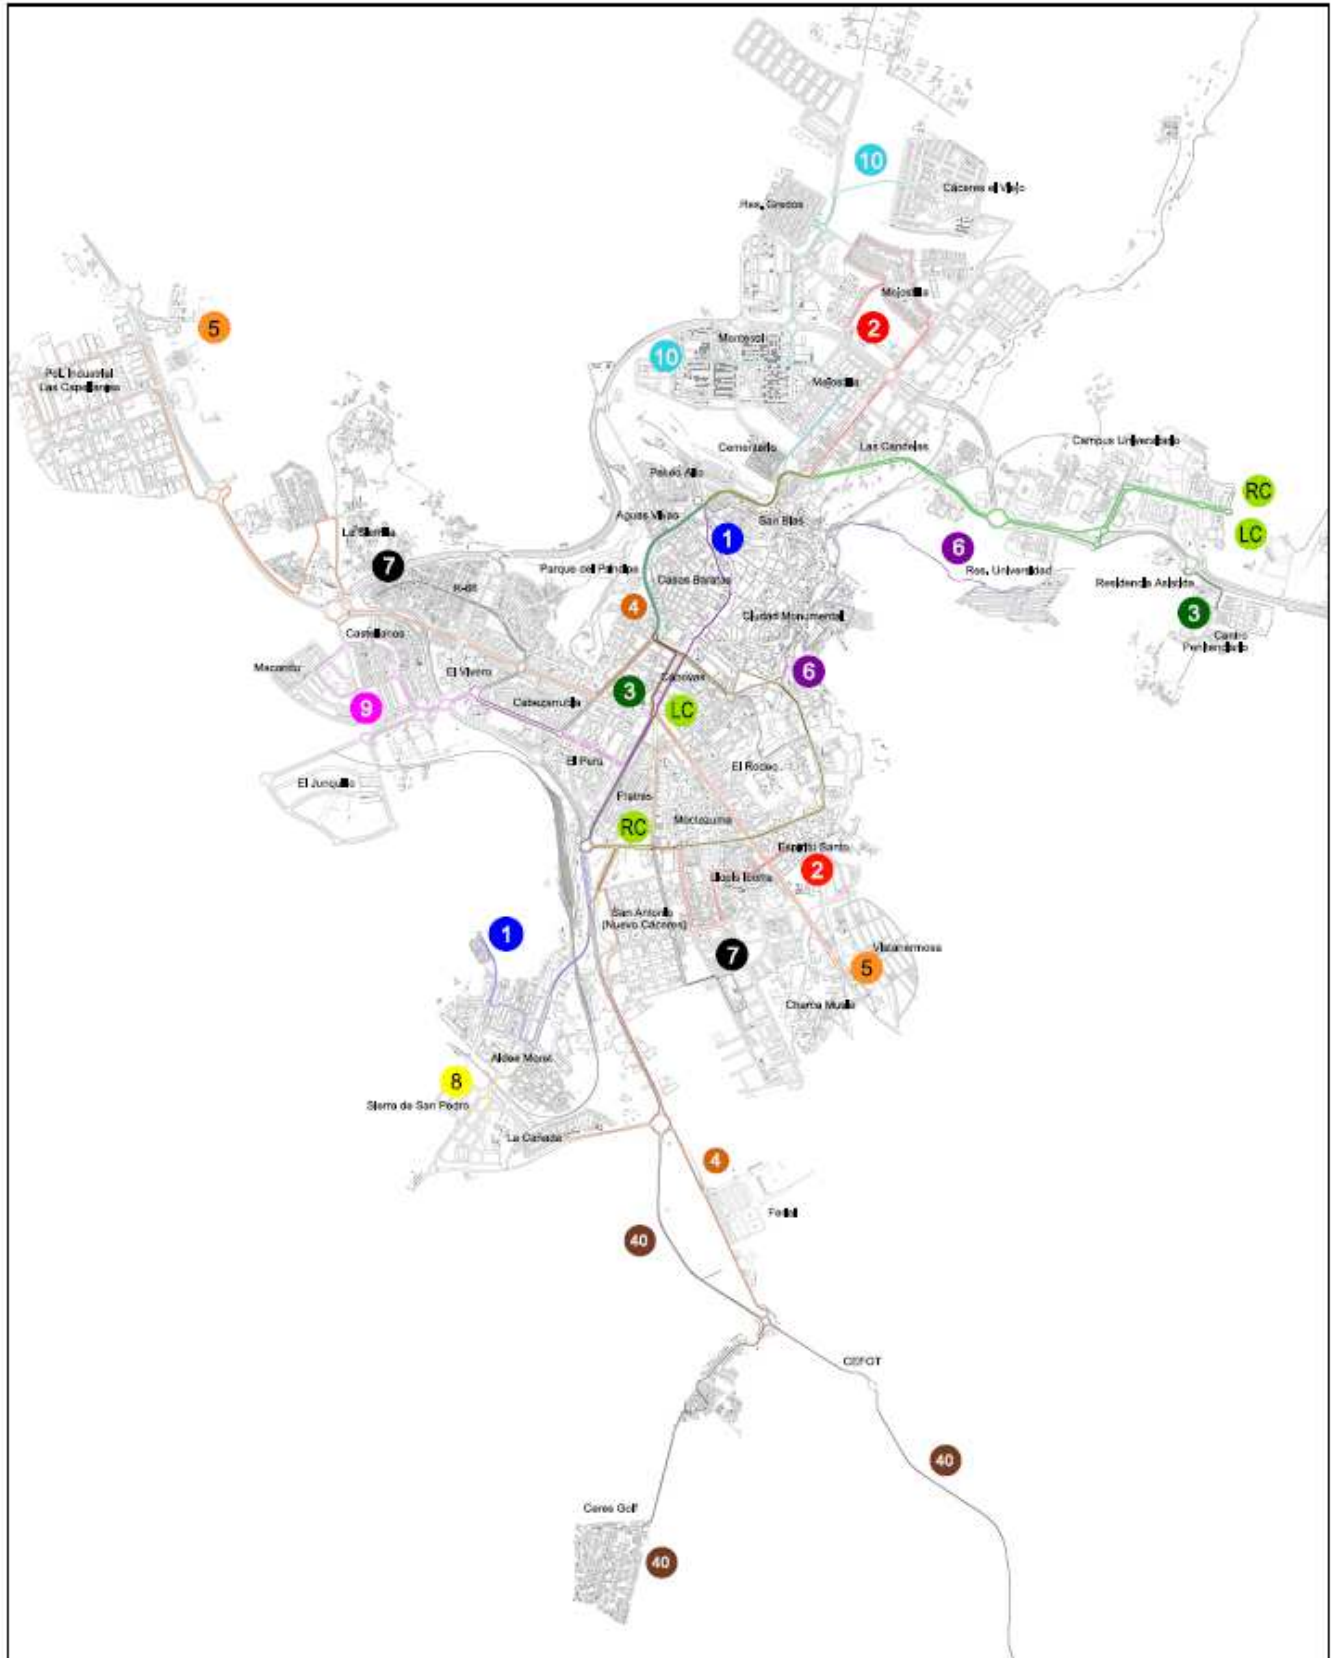 10
Cáceres el Viejo
Res. Gredos
Mejostilla
5
2
Montesol
10
Pol. Industrial
Las Capellanías
Mejostilla
Cementerio
Las Candelas
Campus Universitario
Peldo Alto
RC
Aguas Vivas
San Blas
La Sierrilla
1
LC
6
7
Parque del Príncipe
Res. Universidad
Casas Baratas
Residencia Asistida
R-66
4
3
Ciudad Monumental
Castellanos
Centro
Penitenciario
Macondo
El Vivero
6
Cánovas
3
Cabezarrubia
9
LC
El Perú
El Rodeo
El Junquillo
Fratres
RC
Moctezuma
Espíritu Santo
2
Llopis Iborra
San Antonio
(Nuevo Cáceres)
1
7
Vistahermosa
5
Charca Musia
Aldea Moret
8
Sierra de San Pedro
La Cañada
4
Ferial
40
CEFOT
40
Ceres Golf
40